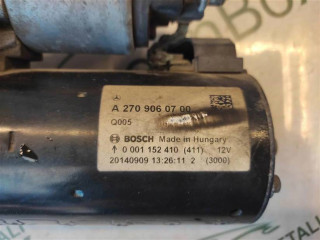 A 270 906 07 00
Q005
BOSCH Made in Hungary
0 001 152 410 (411) 12V
20140909 13:26:11 2 (3000)